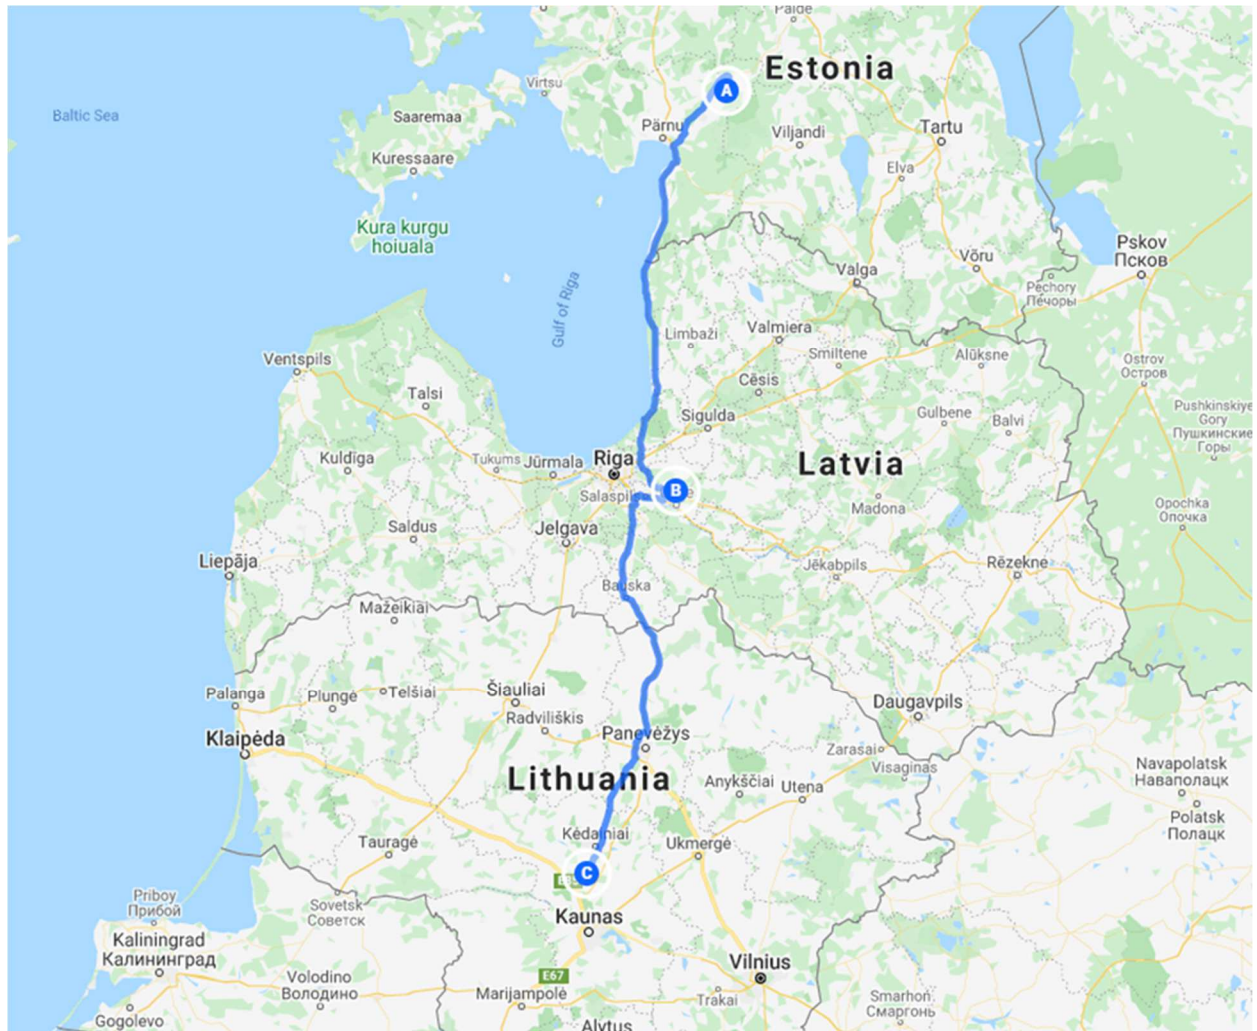 Paide
Estonia
A
Virtsu
Baltic Sea
Saaremaa
Pärnu
Viljandi
Tartu
Kuressaare
Elva
Kura kurgu
hoiuala
Pskov
Псков
Võru
Valga
Pechory
Печоры
Gulf of Riga
Limbaži
Valmiera
Smiltene
Alūksne
Ostrov
Остров
Ventspils
Talsi
Cēsis
Sigulda
Gulbene
Balvi
Pushkinskiye
Gory
Пушкинские
Горы
Kuldīga
Tukums
Jūrmala
Riga
Latvia
B
Salaspils
Madona
Opochka
Опочка
Saldus
Jelgava
Liepāja
Jēkabpils
Rēzekne
Bauska
Mažeikiai
Palanga
Plungė
Telšiai
Šiauliai
Radviliškis
Daugavpils
Klaipėda
Panevėžys
Zarasai
Visaginas
Navapolatsk
Наваполацк
Lithuania
Anykščiai
Utena
Polatsk
Полацк
Tauragė
Kėdainiai
Ukmergė
C
Priboy
Прибой
Sovetsk
Советск
Kaunas
Kaliningrad
Калининград
Volodino
Володино
E67
Vilnius
Marijampolė
Trakai
Smarhoń
Смаргонь
Gogolevo
Alytus